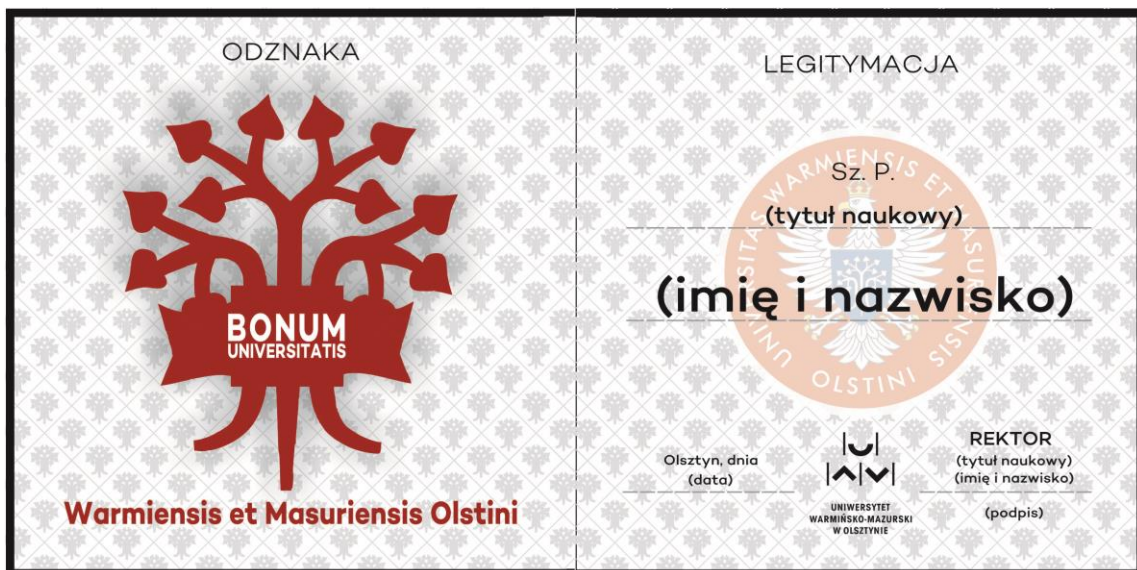 ODZNAKA
BONUM
UNIVERSITATIS
Warmiensis et Masuriensis Olstini
LEGITYMACJA
UNIVERSITAS WARMIENSIS ET MASURIENSIS
OLSTINI
Sz. P.
(tytuł naukowy)
(imię i nazwisko)
Olsztyn, dnia
(data)
UNIWERSYTET
WARMIŃSKO-MAZURSKI
W OLSZTYNIE
REKTOR
(tytuł naukowy)
(imię i nazwisko)
(podpis)